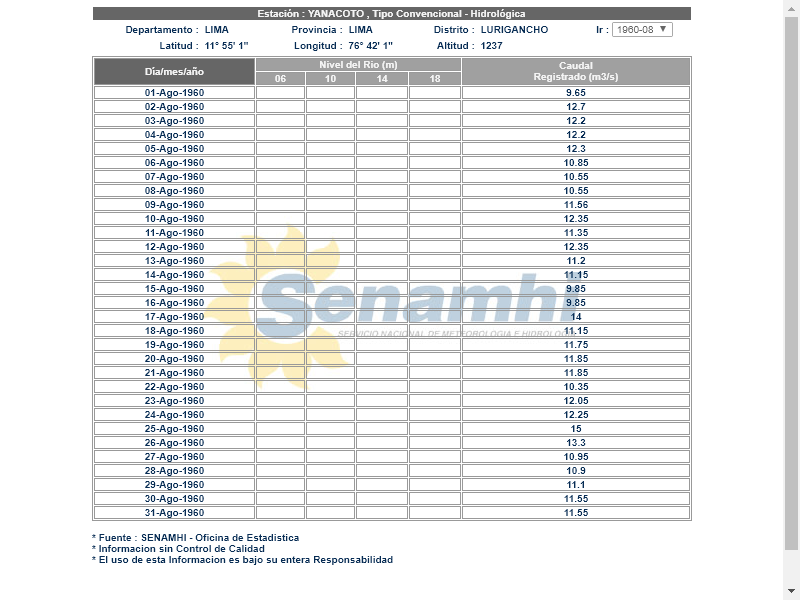 Estación : YANACOTO , Tipo Convencional - Hidrológica
Departamento : LIMA Provincia : LIMA Distrito : LURIGANCHO Ir : 1960-08
Latitud : 11° 55' 1" Longitud : 76° 42' 1" Altitud : 1237
Día/mes/año Nivel del Rio (m) Caudal Registrado (m3/s)
06 10 14 18
01-Ago-1960 9.65
02-Ago-1960 12.7
03-Ago-1960 12.2
04-Ago-1960 12.2
05-Ago-1960 12.3
06-Ago-1960 10.85
07-Ago-1960 10.55
08-Ago-1960 10.55
09-Ago-1960 11.56
10-Ago-1960 12.35
11-Ago-1960 11.35
12-Ago-1960 12.35
13-Ago-1960 11.2
14-Ago-1960 11.15
15-Ago-1960 9.85
16-Ago-1960 9.85
17-Ago-1960 14
18-Ago-1960 11.15
19-Ago-1960 11.75
20-Ago-1960 11.85
21-Ago-1960 11.85
22-Ago-1960 10.35
23-Ago-1960 12.05
24-Ago-1960 12.25
25-Ago-1960 15
26-Ago-1960 13.3
27-Ago-1960 10.95
28-Ago-1960 10.9
29-Ago-1960 11.1
30-Ago-1960 11.55
31-Ago-1960 11.55
Senamhi
SERVICIO NACIONAL DE METEOROLOGIA E HIDROLOGIA
* Fuente : SENAMHI - Oficina de Estadistica
* Informacion sin Control de Calidad
* El uso de esta Informacion es bajo su entera Responsabilidad